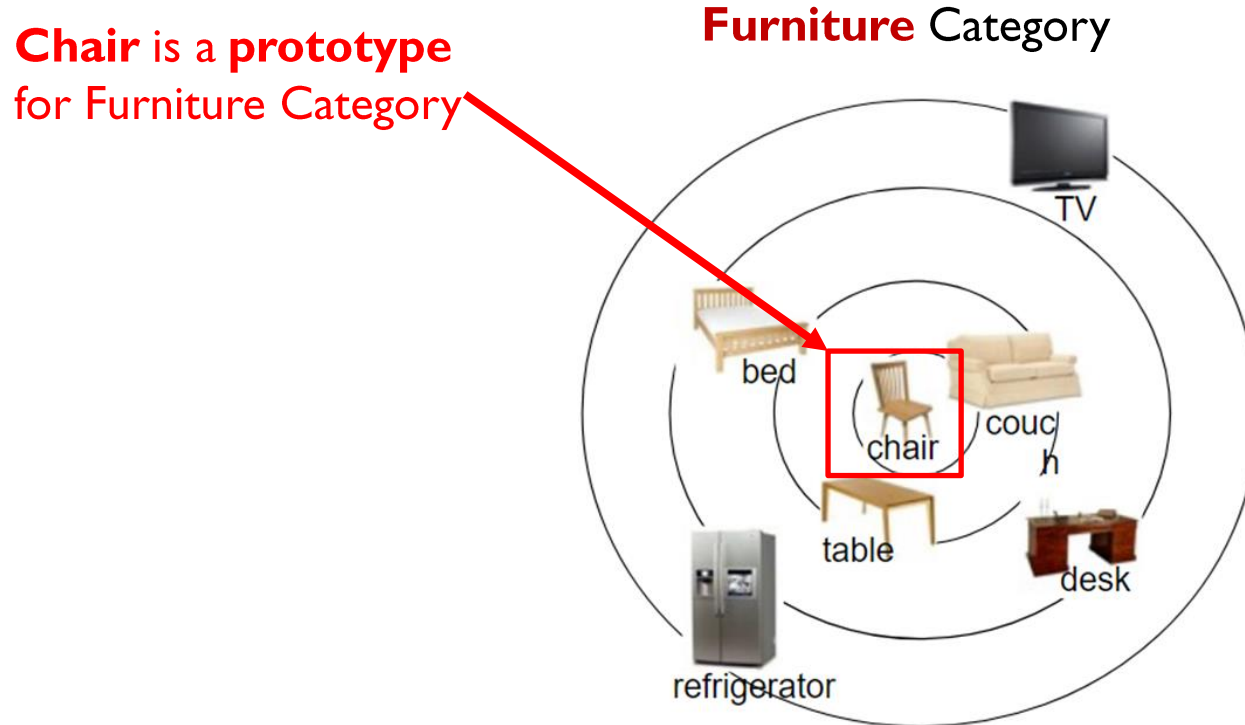 Furniture Category
Chair is a prototype
for Furniture Category
TV
bed
chair
couc
h
table
desk
refrigerator